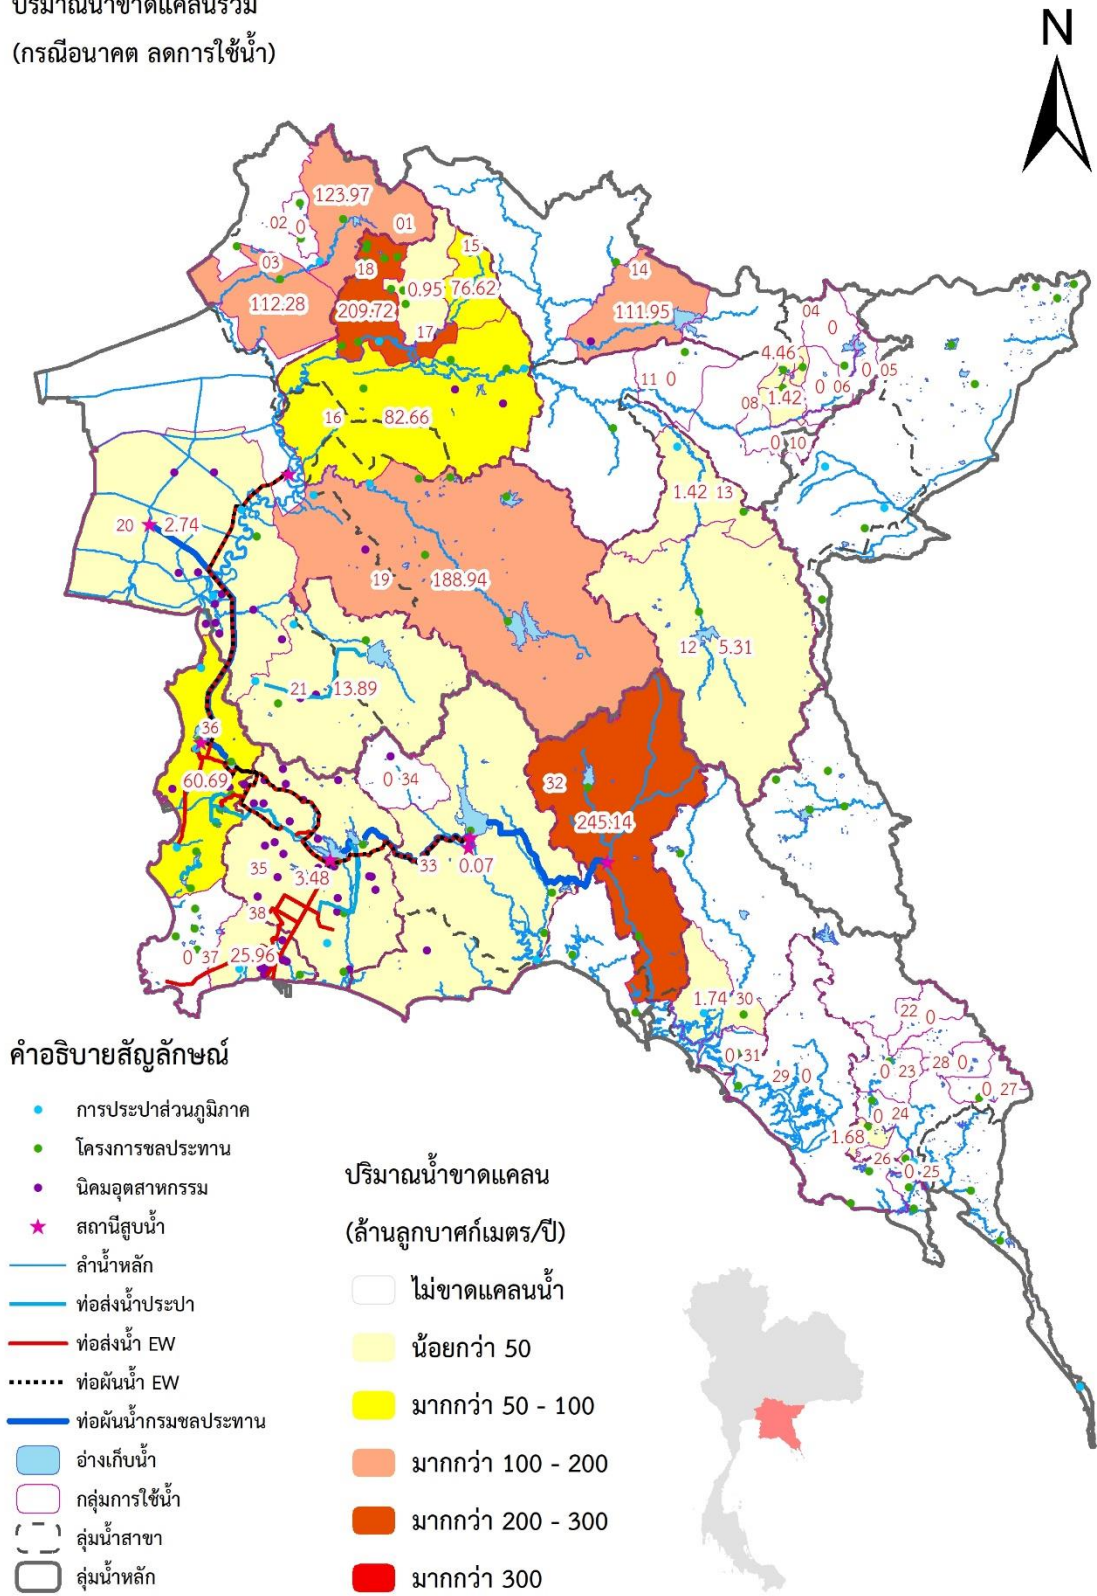 ปริมาณน้ำขาดแคลนรวม
(กรณีอนาคต ลดการใช้น้ำ)
N
123.97
02 0
01
03
18
15
112.28
209.72
0.95
76.62
17
14
111.95
04
0
4.46
0 05
11 0
0 06
08
1.42
0 10
16
82.66
1.42 13
20
2.74
19
188.94
12
5.31
21
13.89
36
60.69
0 34
32
245.14
35
3.48
33
0.07
38
0 37
25.96
1.74 30
0 31
29 0
22 0
0 23
28 0
0 27
0 24
1.68
26
0 25
คำอธิบายสัญลักษณ์
การประปาส่วนภูมิภาค
โครงการชลประทาน
นิคมอุตสาหกรรม
สถานีสูบน้ำ
ลำน้ำหลัก
ท่อส่งน้ำประปา
ท่อส่งน้ำ EW
ท่อผันน้ำ EW
ท่อผันน้ำกรมชลประทาน
อ่างเก็บน้ำ
กลุ่มการใช้น้ำ
ลุ่มน้ำสาขา
ลุ่มน้ำหลัก
ปริมาณน้ำขาดแคลน
(ล้านลูกบาศก์เมตร/ปี)
ไม่ขาดแคลนน้ำ
น้อยกว่า 50
มากกว่า 50 - 100
มากกว่า 100 - 200
มากกว่า 200 - 300
มากกว่า 300